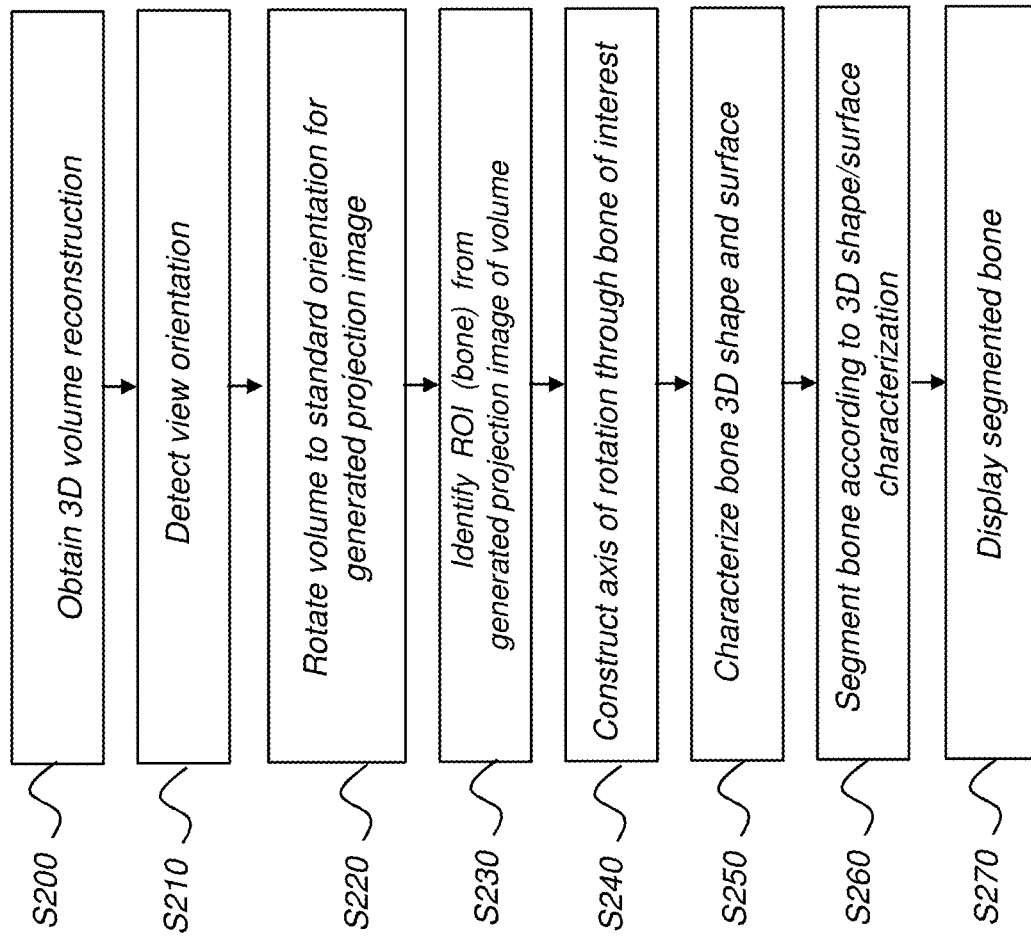 S200
Obtain 3D volume reconstruction
S210
Detect view orientation
S220
Rotate volume to standard orientation for
generated projection image
S230
Identify ROI (bone) from
generated projection image of volume
S240
Construct axis of rotation through bone of interest
S250
Characterize bone 3D shape and surface
S260
Segment bone according to 3D shape/surface
characterization
S270
Display segmented bone